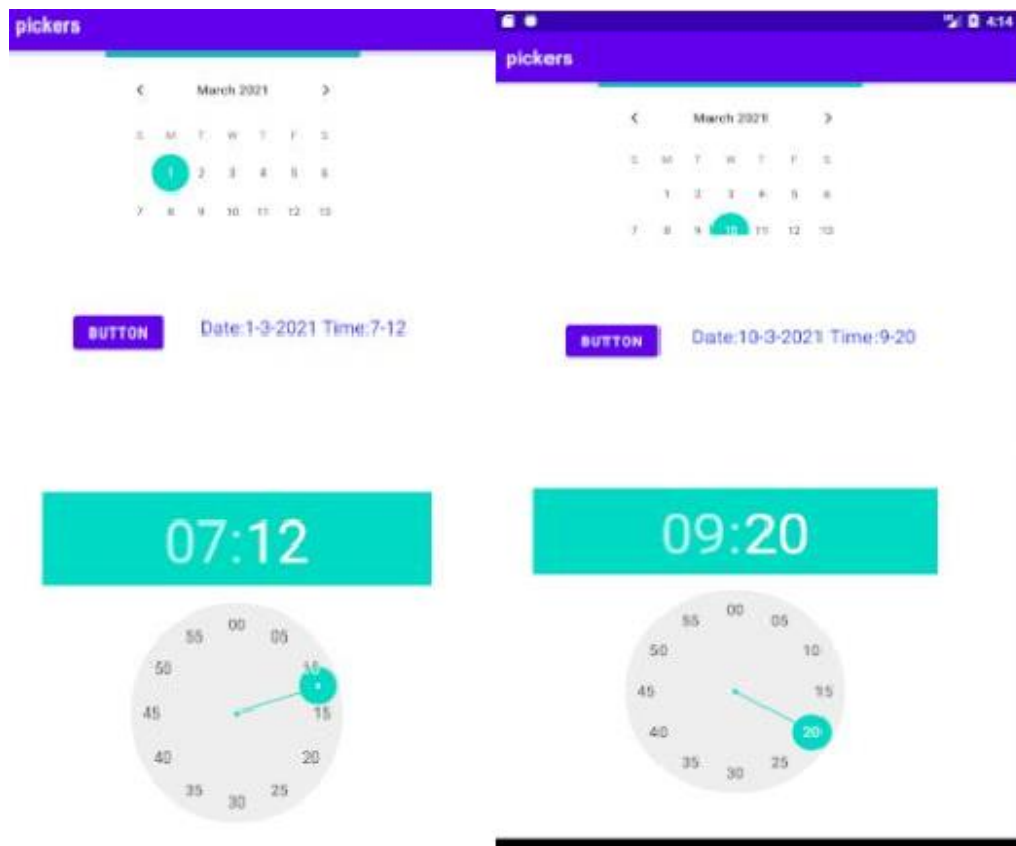 pickers
March 2021
S M T W T F S
1 2 3 4 5 6
7 8 9 10 11 12 13
BUTTON
Date:1-3-2021 Time:7-12
07:12
00
55 05
50 10
45 15
40 20
35 25
30
4:14
pickers
March 2021
S M T W T F S
1 2 3 4 5 6
7 8 9 10 11 12 13
BUTTON
Date:10-3-2021 Time:9-20
09:20
00
55 05
50 10
45 15
40 20
35 25
30